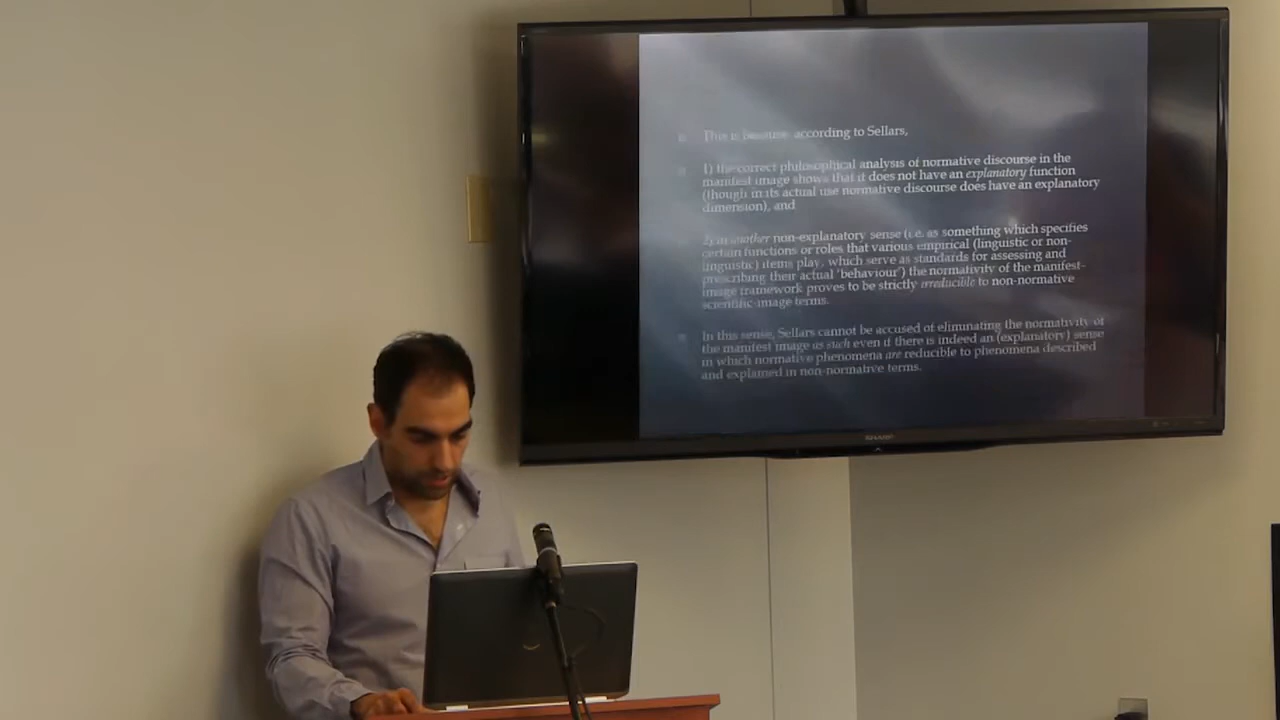 This is because according to Sellars,
1) the correct philosophical analysis of normative discourse in the
manifest image shows that it does not have an explanatory function
(though in its actual use normative discourse does have an explanatory
dimension), and
2) in another non-explanatory sense (i.e. as something which specifies
certain functions or roles that various empirical (linguistic or non-
linguistic) items play, which serve as standards for assessing and
prescribing their actual 'behaviour') the normativity of the manifest-
image framework proves to be strictly irreducible to non-normative
scientific-image terms.
In this sense, Sellars cannot be accused of eliminating the normativity of
the manifest image as such even if there is indeed an (explanatory) sense
in which normative phenomena are reducible to phenomena described
and explained in non-normative terms.
SHARP